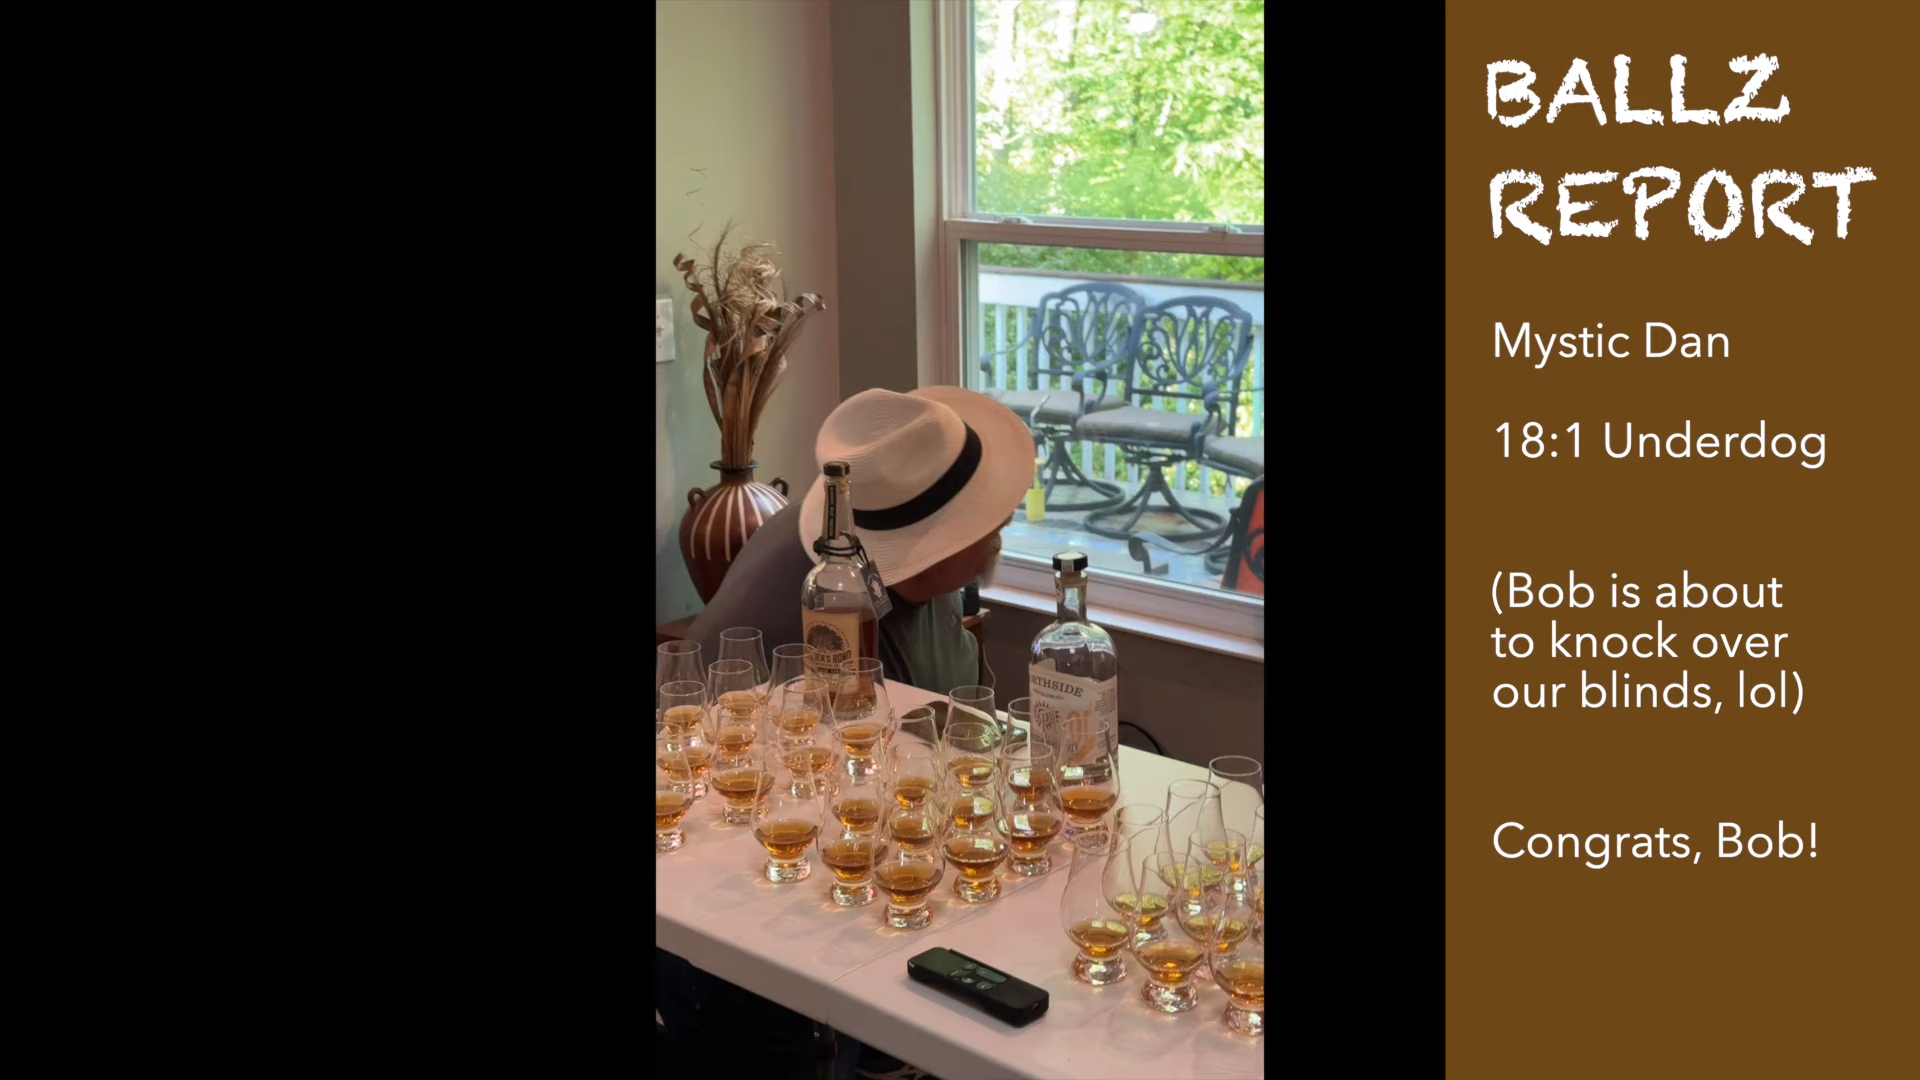 BALLZ
REPORT
Mystic Dan
18:1 Underdog
(Bob is about
to knock over
our blinds, lol)
Congrats, Bob!